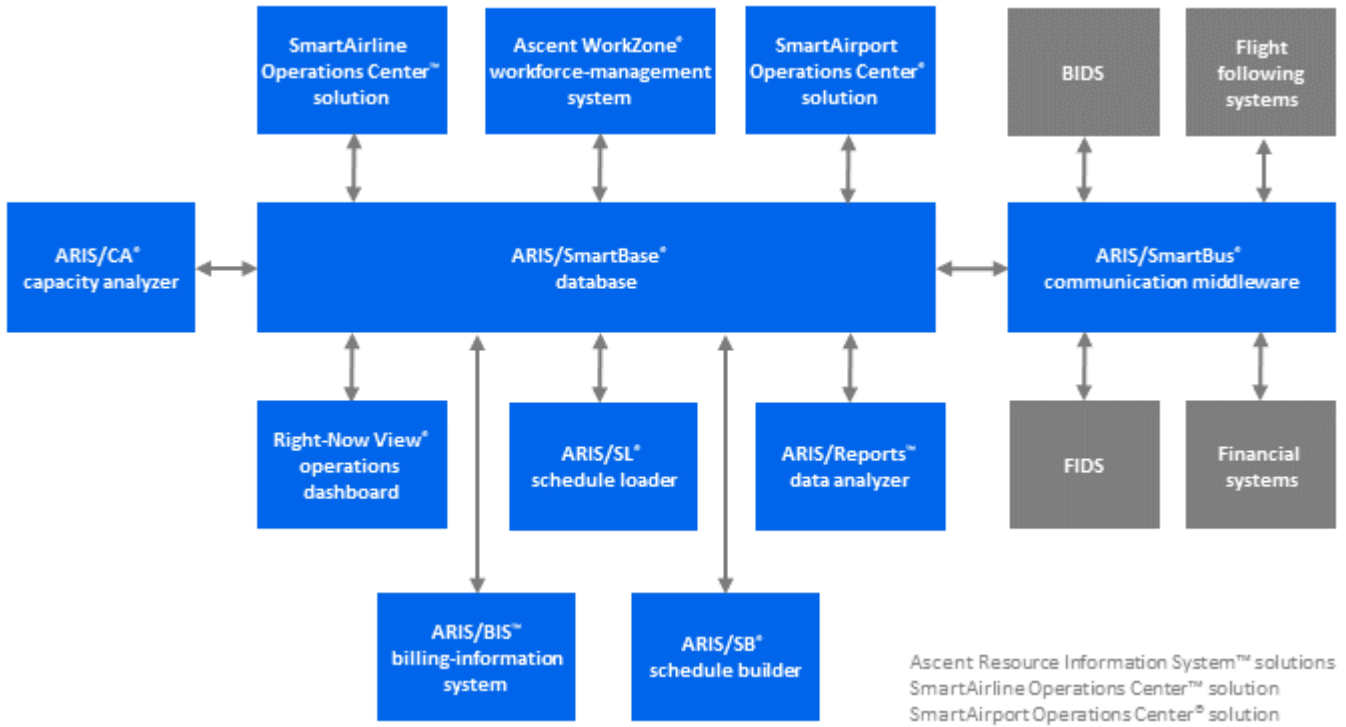 SmartAirline
Operations Center™
solution
Ascent WorkZone®
workforce-management
system
SmartAirport
Operations Center®
solution
BIDS
Flight
following
systems
ARIS/CA®
capacity analyzer
ARIS/SmartBase®
database
ARIS/SmartBus®
communication middleware
Right-Now View®
operations
dashboard
ARIS/SL®
schedule loader
ARIS/Reports™
data analyzer
FIDS
Financial
systems
ARIS/BIS™
billing-information
system
ARIS/SB®
schedule builder
Ascent Resource Information System™ solutions
SmartAirline Operations Center™ solution
SmartAirport Operations Center® solution